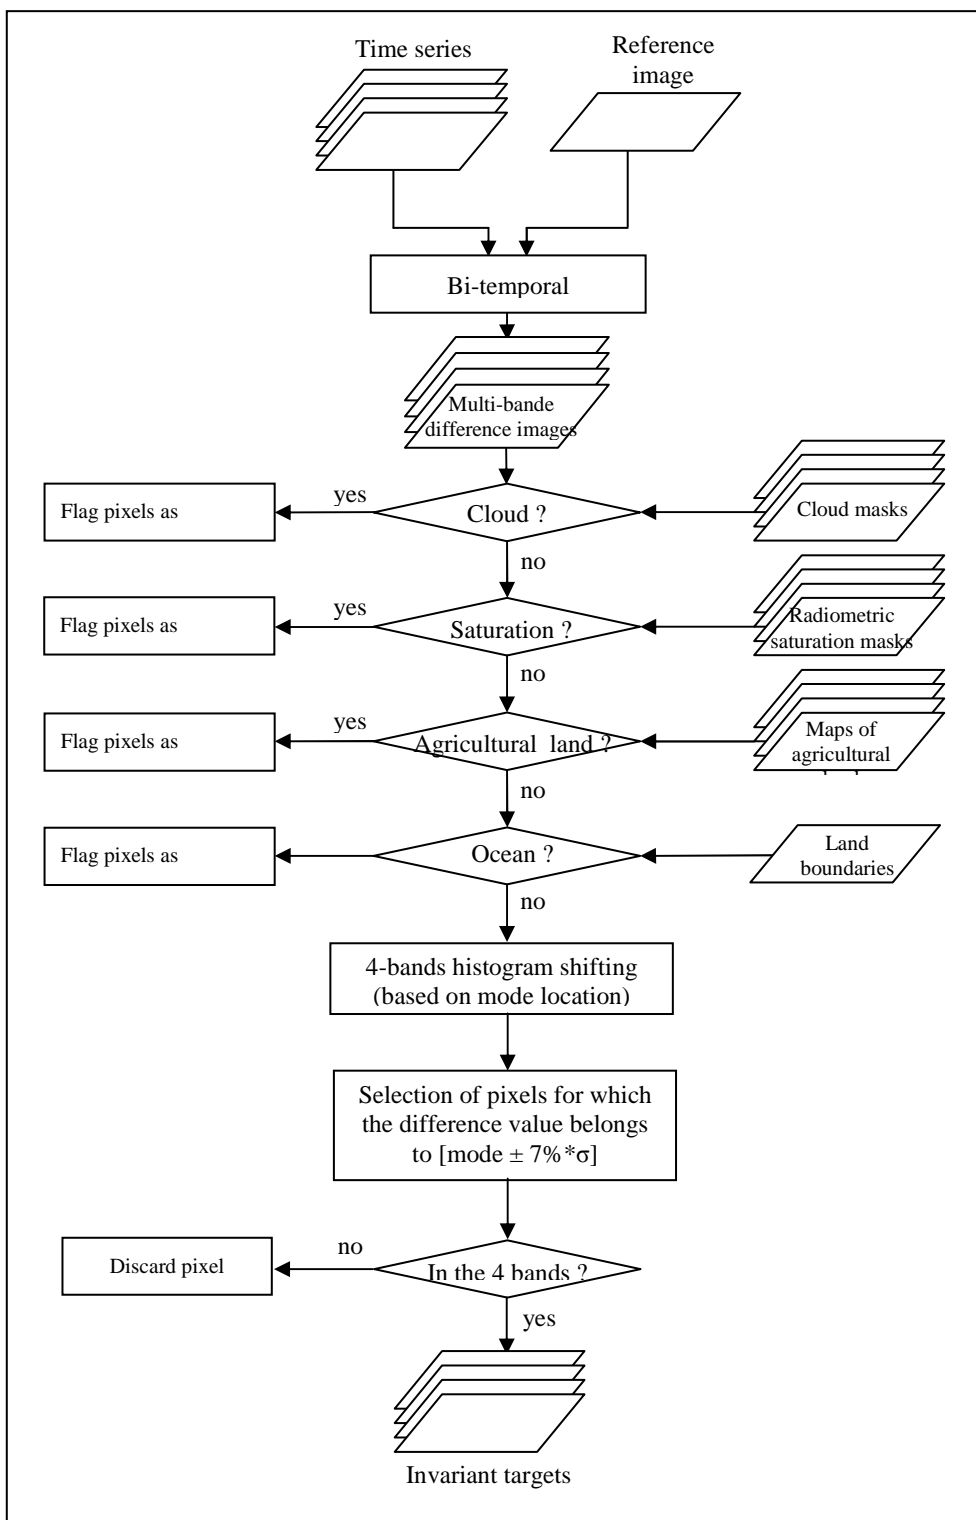 Time series
Reference
image
Bi-temporal
Multi-bande
difference images
Flag pixels as
yes
Cloud ?
Cloud masks
no
Flag pixels as
yes
Saturation ?
Radiometric
saturation masks
no
Flag pixels as
yes
Agricultural land ?
Maps of
agricultural
no
Flag pixels as
Ocean ?
Land
boundaries
no
4-bands histogram shifting
(based on mode location)
Selection of pixels for which
the difference value belongs
to [mode ± 7%*σ]
Discard pixel
no
In the 4 bands ?
yes
Invariant targets